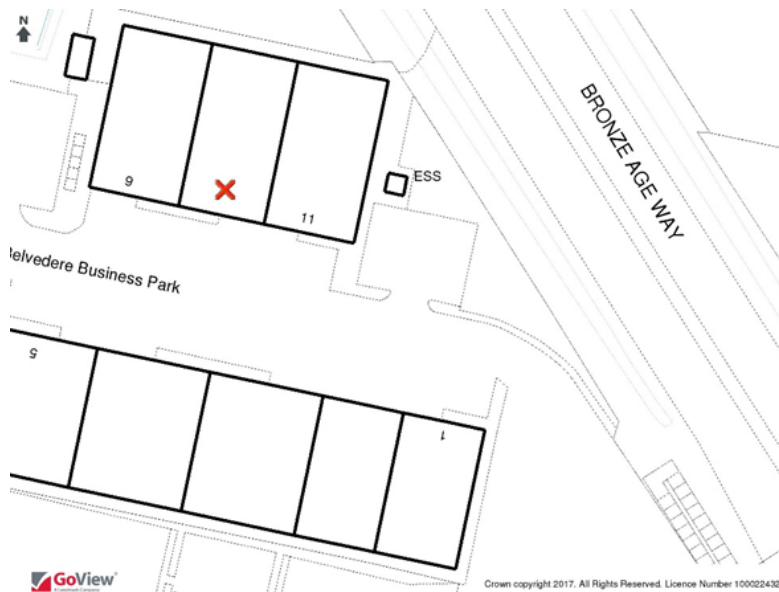 N
9
11
ESS
BRONZE AGE WAY
Belvedere Business Park
5
1
GoView
Crown copyright 2017. All Rights Reserved. Licence Number 100022432